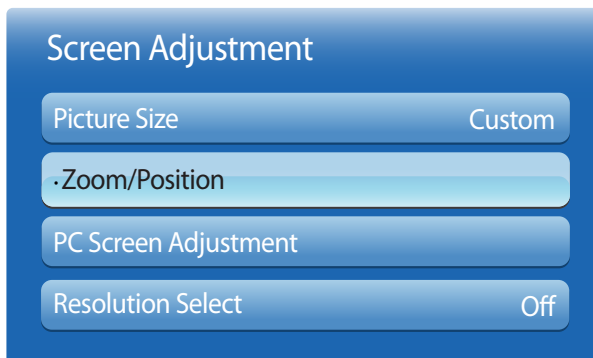 Screen Adjustment
Picture Size Custom
·Zoom/Position
PC Screen Adjustment
Resolution Select Off